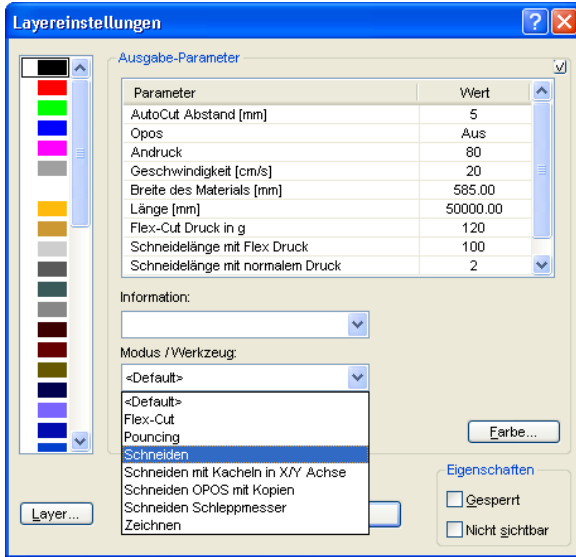 Layereinstellungen
Ausgabe-Parameter
Parameter Wert
AutoCut Abstand [mm] 5
Opos Aus
Andruck 80
Geschwindigkeit [cm/s] 20
Breite des Materials [mm] 585.00
Länge [mm] 50000.00
Flex-Cut Druck in g 120
Schneidelänge mit Flex Druck 100
Schneidelänge mit normalem Druck 2
Information:
Modus / Werkzeug:
<Default>
<Default>
Flex-Cut
Pouncing
Schneiden
Schneiden mit Kacheln in X/Y Achse
Schneiden OPOS mit Kopien
Schneiden Schleppmesser
Zeichnen
Farbe...
Eigenschaften
Gesperrt
Nicht sichtbar
Layer...